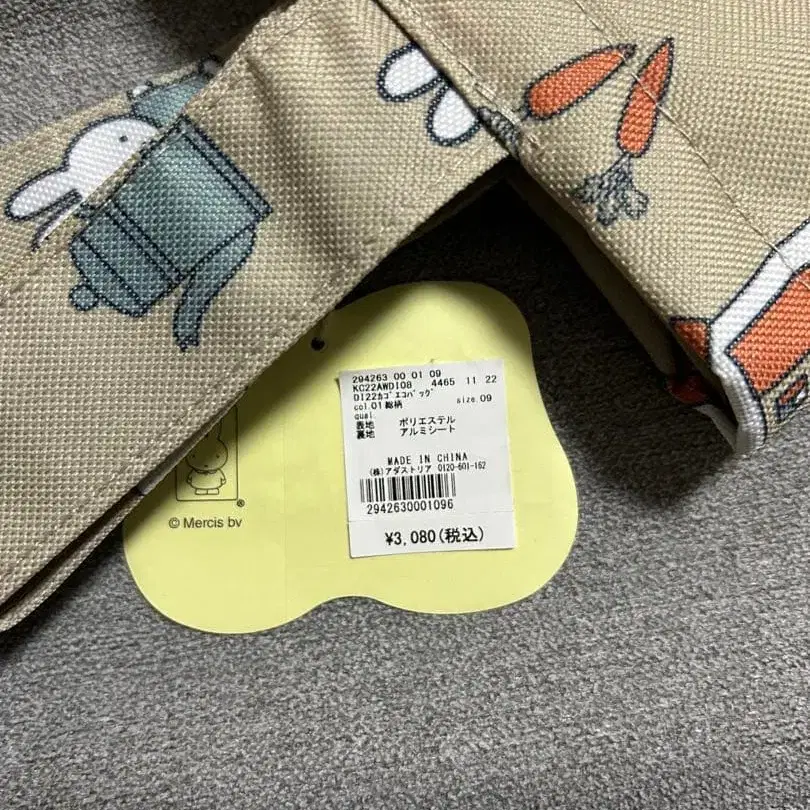 294263 00 01 09
KC22AWDI08 4465 11 22
DI22ｶｺﾞｴｺﾊﾞｯｸﾞ
col.01 総柄 size.09
qual.
表地 ポリエステル
裏地 アルミシート
MADE IN CHINA
(株)アダストリア 0120-601-162
2942630001096
¥3,080(税込)
®
© Mercis bv